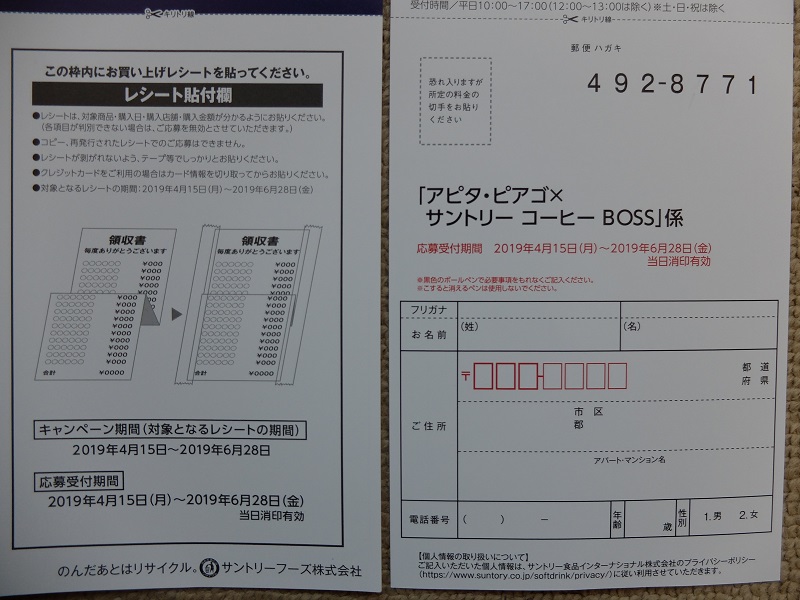 キリトリ線
この枠内にお買い上げレシートを貼ってください。
レシート貼付欄
●レシートは、対象商品・購入日・購入店舗・購入金額が分かるようにお貼りください。
（各項目が判別できない場合は、ご応募を無効とさせていただきます。）
●コピー、再発行されたレシートでのご応募はできません。
●レシートが剥がれないよう、テープ等でしっかりとお貼りください。
●クレジットカードをご利用の場合はカード情報を切り取ってからお貼りください。
●対象となるレシートの期間：2019年4月15日（月）～2019年6月28日（金）
領収書
毎度ありがとうございます
○○○○○○ ¥○○○
○○○○○○ ¥○○○
○○○○○○ ¥○○○
○○○○○○ ¥○○○
○○○○○○ ¥○○○
○○○○○○ ¥○○○
○○○○○○ ¥○○○
○○○○○○ ¥○○○
○○○○○○ ¥○○○
合計 ¥○○○○
領収書
毎度ありがとうございます
○○○○○○ ¥○○○
○○○○○○ ¥○○○
○○○○○○ ¥○○○
○○○○○○ ¥○○○
○○○○○○ ¥○○○
○○○○○○ ¥○○○
○○○○○○ ¥○○○
○○○○○○ ¥○○○
○○○○○○ ¥○○○
合計 ¥○○○○
キャンペーン期間（対象となるレシートの期間）
2019年4月15日～2019年6月28日
応募受付期間
2019年4月15日（月）～2019年6月28日（金）
当日消印有効
のんだあとはリサイクル。 サントリーフーズ株式会社
受付時間／平日10：00～17：00（12：00～13：00は除く）※土・日・祝は除く
キリトリ線
郵便ハガキ
恐れ入りますが
所定の料金の
切手をお貼り
ください
492-8771
「アピタ・ピアゴ×
サントリー コーヒー BOSS」係
応募受付期間 2019年4月15日（月）～2019年6月28日（金）
当日消印有効
※黒色のボールペンで必要事項をもれなくご記入ください。
※こすると消えるペンは使用しないでください。
フリガナ
お名前 （姓） （名）
ご住所
〒 -
都 道
府 県
市 区
郡
アパート・マンション名
電話番号 （ ） － 年齢 歳 性別 1. 男 2. 女
【個人情報の取り扱いについて】
ご記入いただいた個人情報は、サントリー食品インターナショナル株式会社のプライバシーポリシー
（https://www.suntory.co.jp/softdrink/privacy/）に従い利用させていただきます。